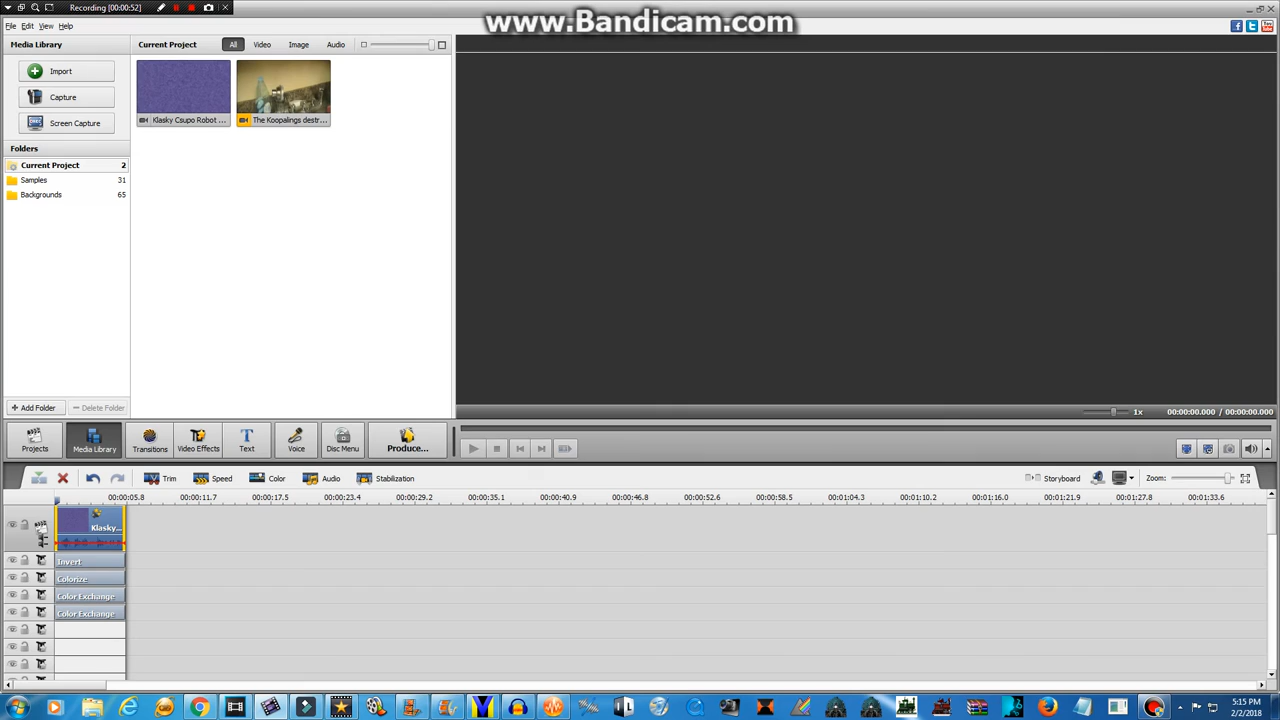 Recording [00:00:52]
www.Bandicam.com
File Edit View Help
Media Library
Current Project All Video Image Audio
Import
Capture
Screen Capture
Klasky Csupo Robot ... The Koopalings destr...
Folders
Current Project 2
Samples 31
Backgrounds 65
Add Folder Delete Folder
1x 00:00:00.000 / 00:00:00.000
Projects Media Library Transitions Video Effects Text Voice Disc Menu Produce...
Trim Speed Color Audio Stabilization Storyboard Zoom:
00:00:05.8 00:00:11.7 00:00:17.5 00:00:23.4 00:00:29.2 00:00:35.1 00:00:40.9 00:00:46.8 00:00:52.6 00:00:58.5 00:01:04.3 00:01:10.2 00:01:16.0 00:01:21.9 00:01:27.8 00:01:33.6
Klasky...
Invert
Colorize
Color Exchange
Color Exchange
5:15 PM
2/2/2018